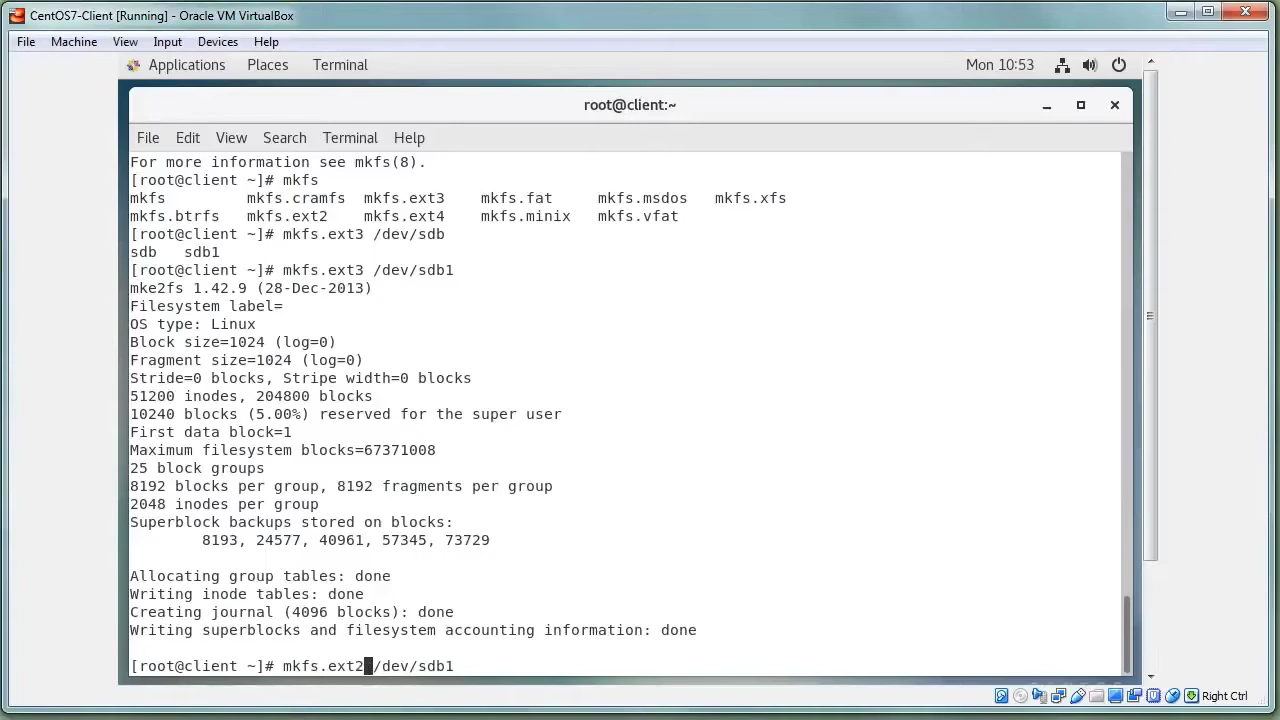 CentOS7-Client [Running] - Oracle VM VirtualBox
File Machine View Input Devices Help
Applications Places Terminal Mon 10:53
root@client:~
File Edit View Search Terminal Help
For more information see mkfs(8).
[root@client ~]# mkfs
mkfs mkfs.cramfs mkfs.ext3 mkfs.fat mkfs.msdos mkfs.xfs
mkfs.btrfs mkfs.ext2 mkfs.ext4 mkfs.minix mkfs.vfat
[root@client ~]# mkfs.ext3 /dev/sdb
sdb sdb1
[root@client ~]# mkfs.ext3 /dev/sdb1
mke2fs 1.42.9 (28-Dec-2013)
Filesystem label=
OS type: Linux
Block size=1024 (log=0)
Fragment size=1024 (log=0)
Stride=0 blocks, Stripe width=0 blocks
51200 inodes, 204800 blocks
10240 blocks (5.00%) reserved for the super user
First data block=1
Maximum filesystem blocks=67371008
25 block groups
8192 blocks per group, 8192 fragments per group
2048 inodes per group
Superblock backups stored on blocks:
8193, 24577, 40961, 57345, 73729
Allocating group tables: done
Writing inode tables: done
Creating journal (4096 blocks): done
Writing superblocks and filesystem accounting information: done
[root@client ~]# mkfs.ext2 /dev/sdb1
Right Ctrl